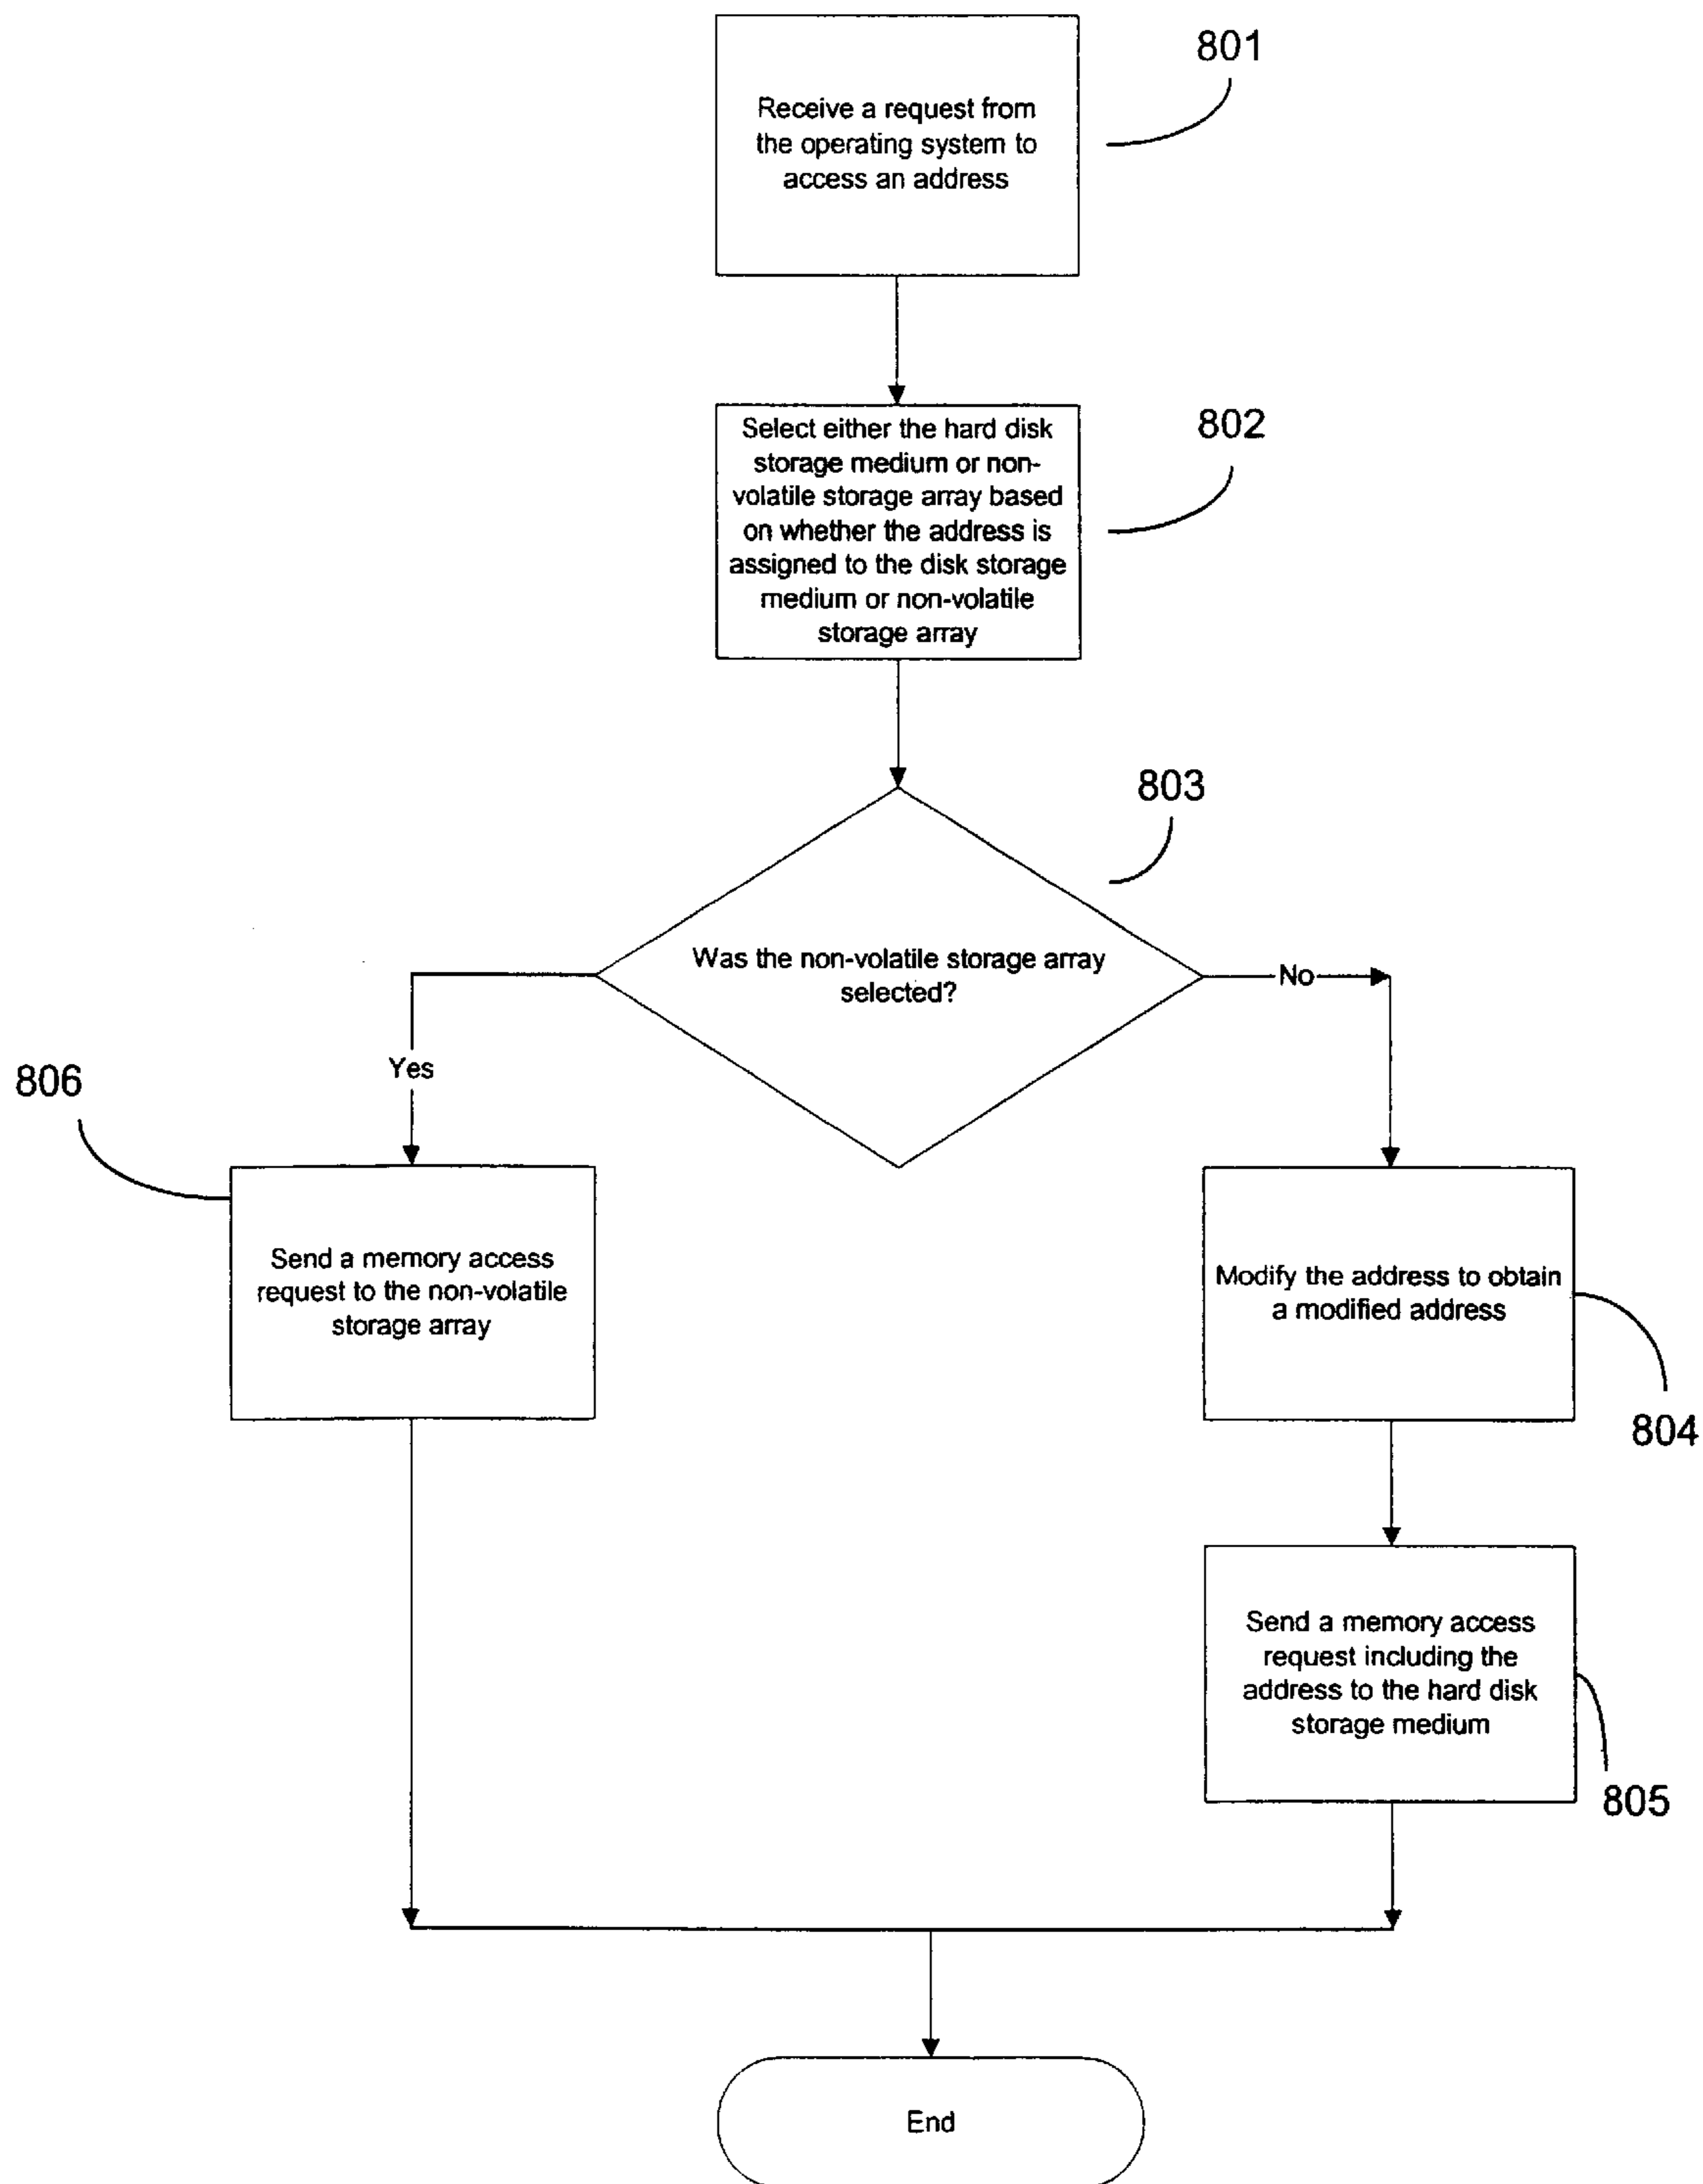 801
Receive a request from
the operating system to
access an address
802
Select either the hard disk
storage medium or non-
volatile storage array based
on whether the address is
assigned to the disk storage
medium or non-volatile
storage array
803
Was the non-volatile storage array
selected?
No
Yes
806
Send a memory access
request to the non-volatile
storage array
Modify the address to obtain
a modified address
804
Send a memory access
request including the
address to the hard disk
storage medium
805
End